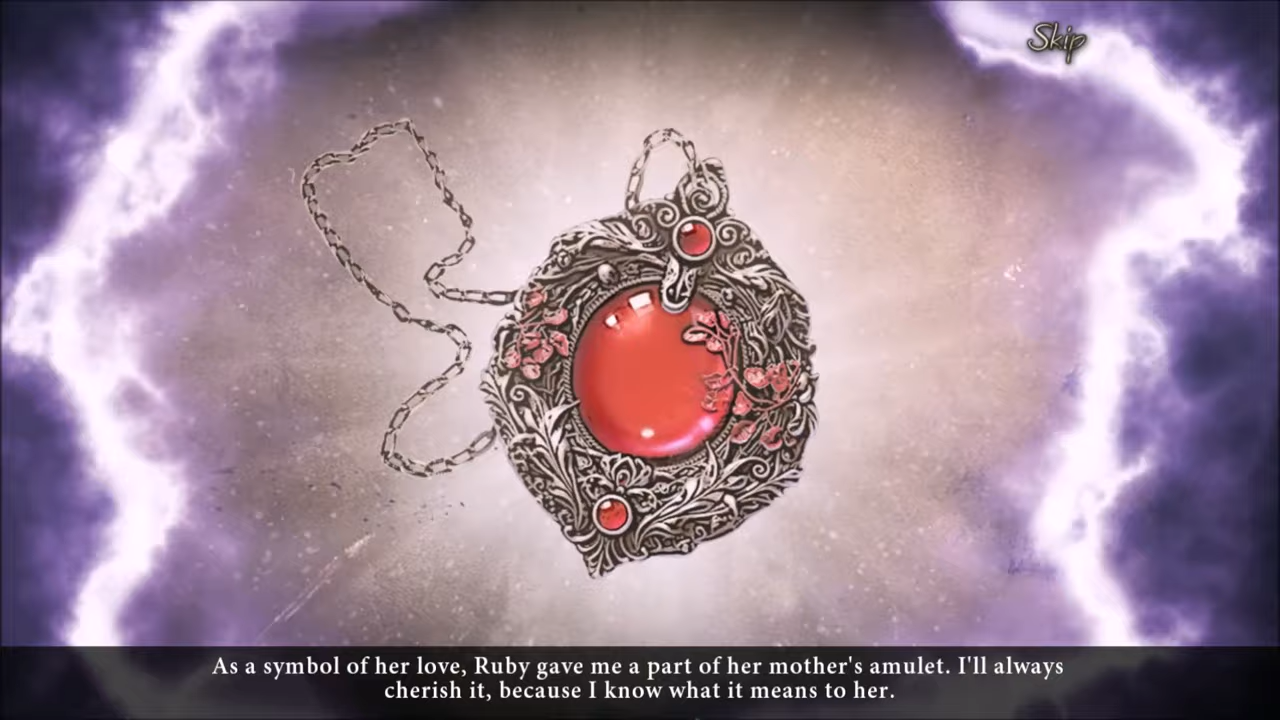 Skip
As a symbol of her love, Ruby gave me a part of her mother's amulet. I'll always
cherish it, because I know what it means to her.